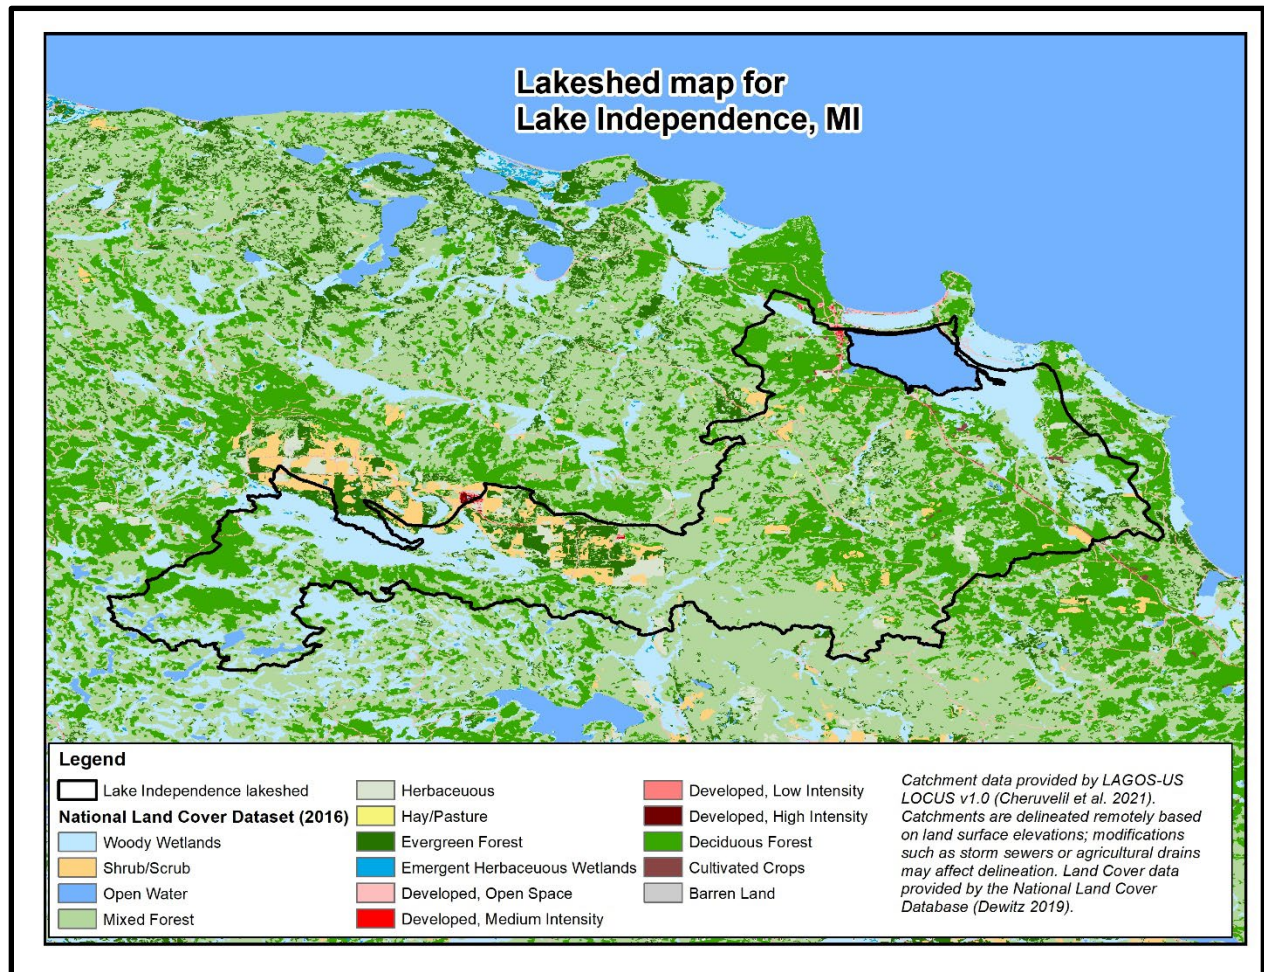 Lakeshed map for
Lake Independence, MI
Legend
Lake Independence lakeshed
National Land Cover Dataset (2016)
Woody Wetlands
Shrub/Scrub
Open Water
Mixed Forest
Herbaceuous
Hay/Pasture
Evergreen Forest
Emergent Herbaceuous Wetlands
Developed, Open Space
Developed, Medium Intensity
Developed, Low Intensity
Developed, High Intensity
Deciduous Forest
Cultivated Crops
Barren Land
Catchment data provided by LAGOS-US
LOCUS v1.0 (Cheruvelil et al. 2021).
Catchments are delineated remotely based
on land surface elevations; modifications
such as storm sewers or agricultural drains
may affect delineation. Land Cover data
provided by the National Land Cover
Database (Dewitz 2019).